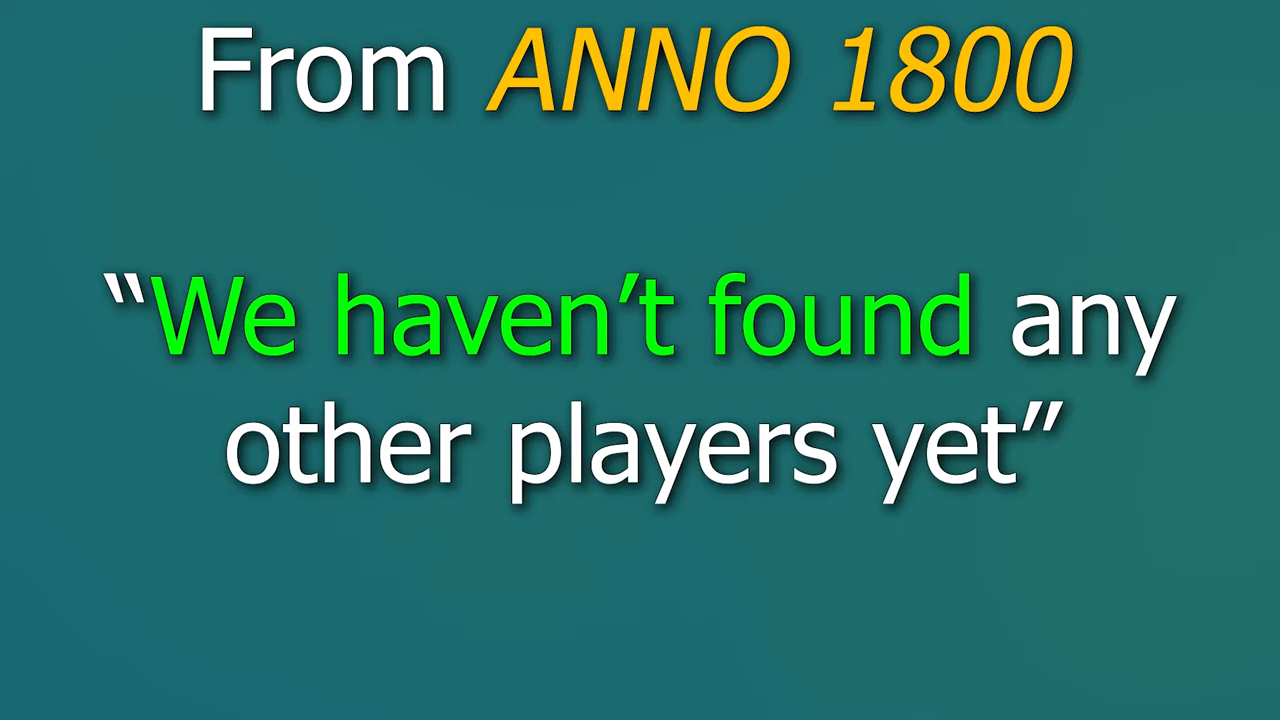 From ANNO 1800
“We haven’t found any
other players yet”